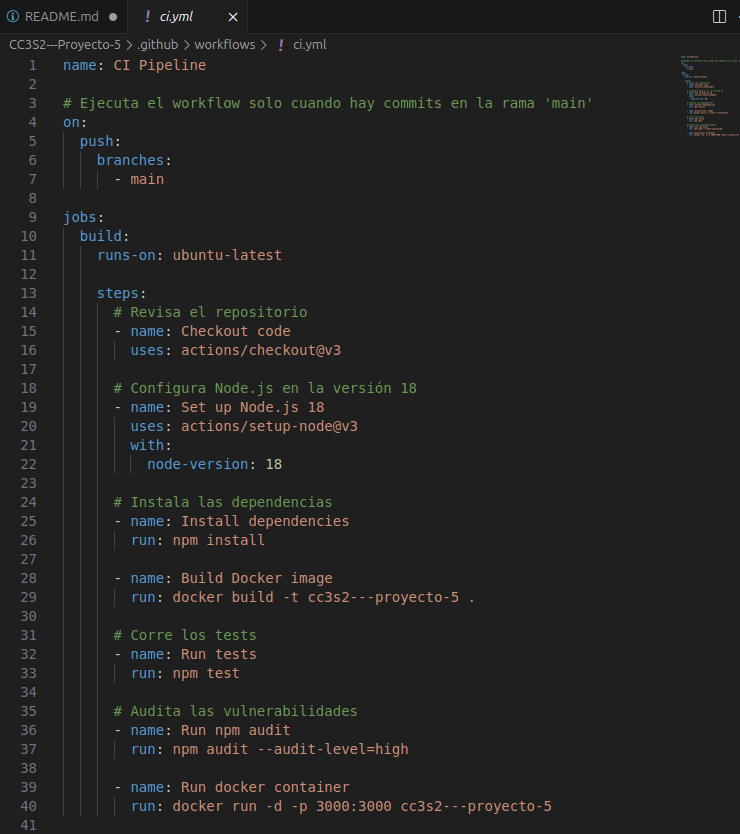 README.md
ci.yml
CC3S2---Proyecto-5 > .github > workflows > ci.yml
1 name: CI Pipeline
2
3 # Ejecuta el workflow solo cuando hay commits en la rama 'main'
4 on:
5 push:
6 branches:
7 - main
8
9 jobs:
10 build:
11 runs-on: ubuntu-latest
12
13 steps:
14 # Revisa el repositorio
15 - name: Checkout code
16 uses: actions/checkout@v3
17
18 # Configura Node.js en la versión 18
19 - name: Set up Node.js 18
20 uses: actions/setup-node@v3
21 with:
22 node-version: 18
23
24 # Instala las dependencias
25 - name: Install dependencies
26 run: npm install
27
28 - name: Build Docker image
29 run: docker build -t cc3s2---proyecto-5 .
30
31 # Corre los tests
32 - name: Run tests
33 run: npm test
34
35 # Audita las vulnerabilidades
36 - name: Run npm audit
37 run: npm audit --audit-level=high
38
39 - name: Run docker container
40 run: docker run -d -p 3000:3000 cc3s2---proyecto-5
41